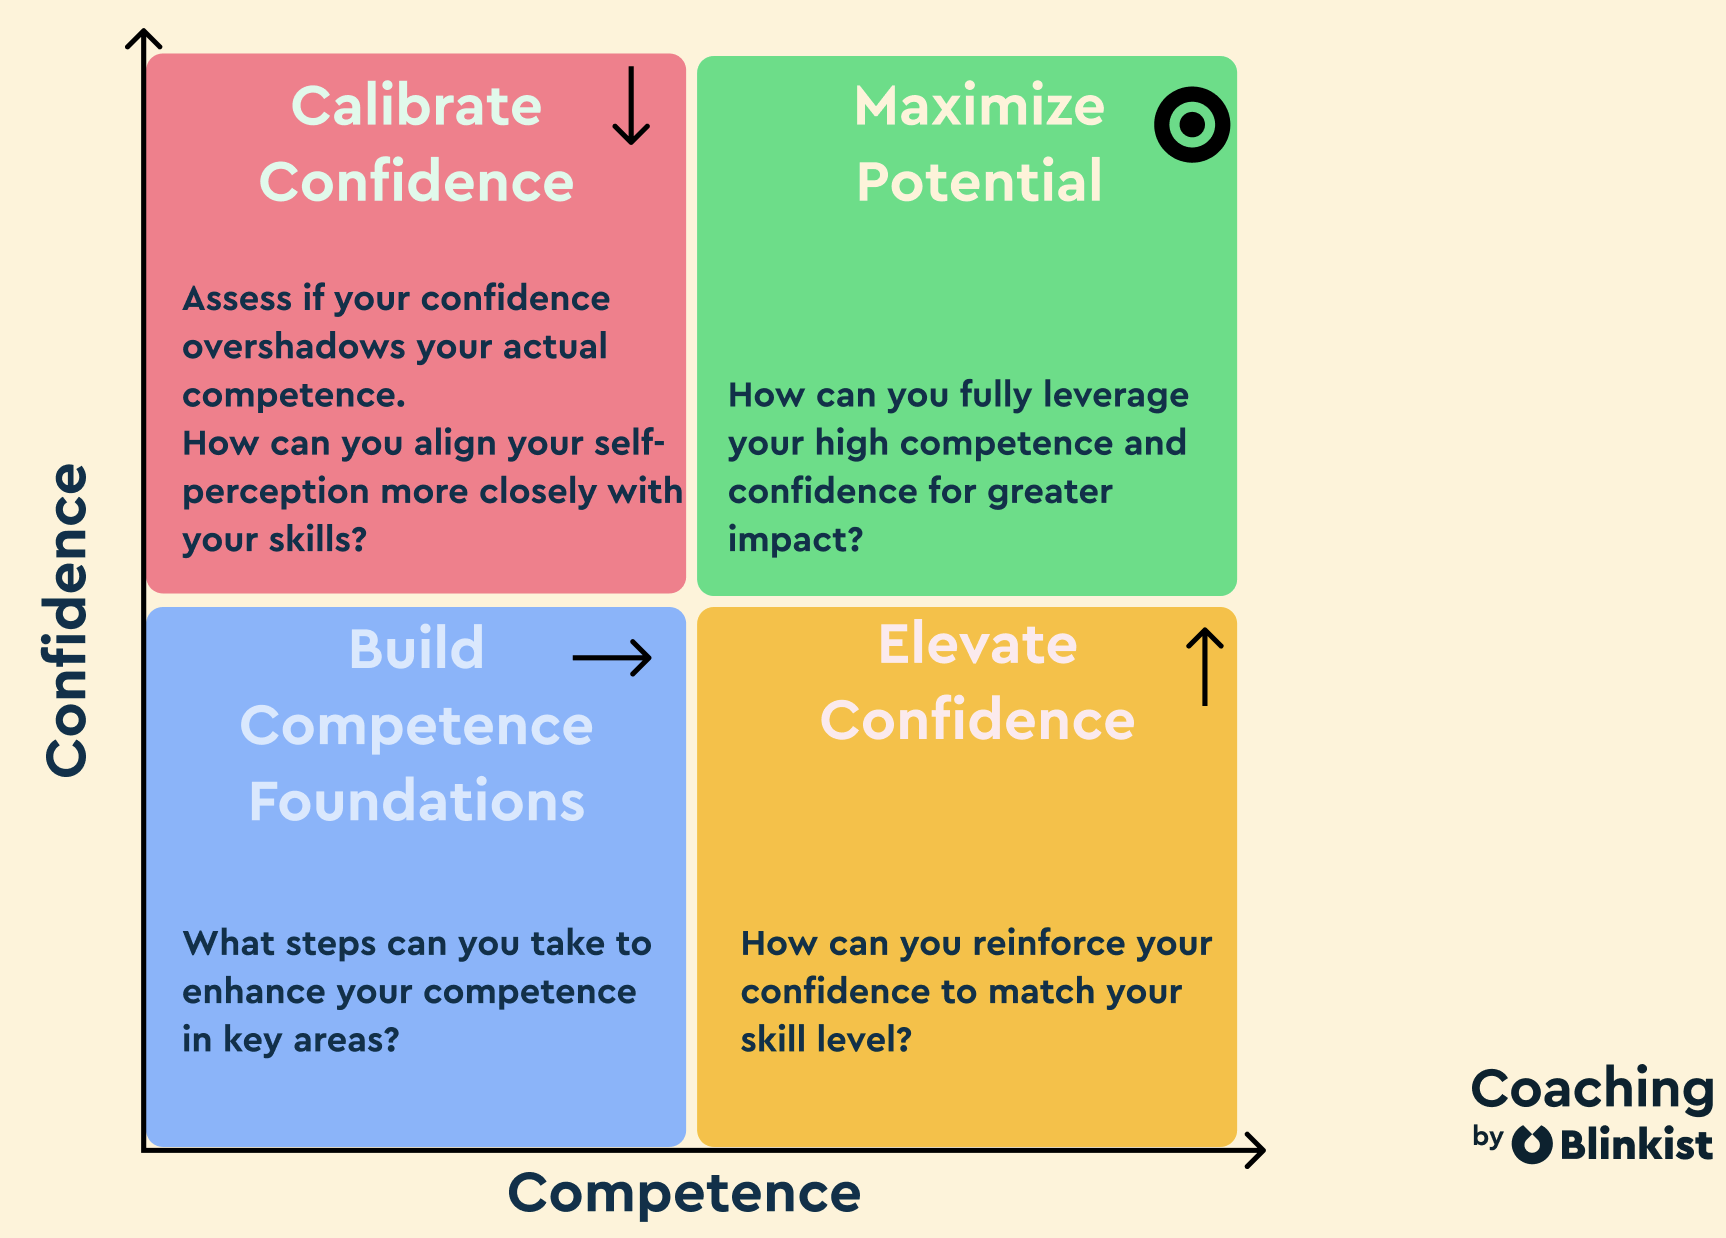 Calibrate
Confidence
Assess if your confidence
overshadows your actual
competence.
How can you align your self-
perception more closely with
your skills?
Maximize
Potential
How can you fully leverage
your high competence and
confidence for greater
impact?
Confidence
Build
Competence
Foundations
What steps can you take to
enhance your competence
in key areas?
Elevate
Confidence
How can you reinforce your
confidence to match your
skill level?
Competence
Coaching
by Blinkist